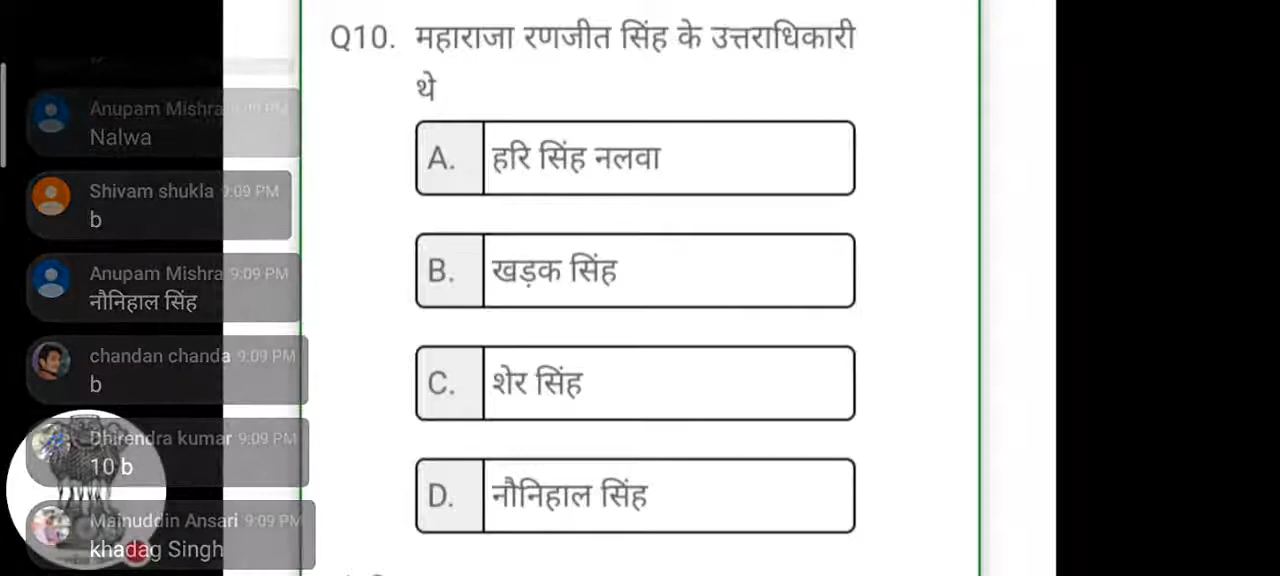 Q10. महाराजा रणजीत सिंह के उत्तराधिकारी
थे
A. हरि सिंह नलवा
B. खड़क सिंह
C. शेर सिंह
D. नौनिहाल सिंह
Anupam Mishra
Nalwa
Shivam shukla 9:09 PM
b
Anupam Mishra 9:09 PM
नौनिहाल सिंह
chandan chanda 9:09 PM
b
Dhirendra kumar 9:09 PM
10 b
Mainuddin Ansari 9:09 PM
khadag Singh